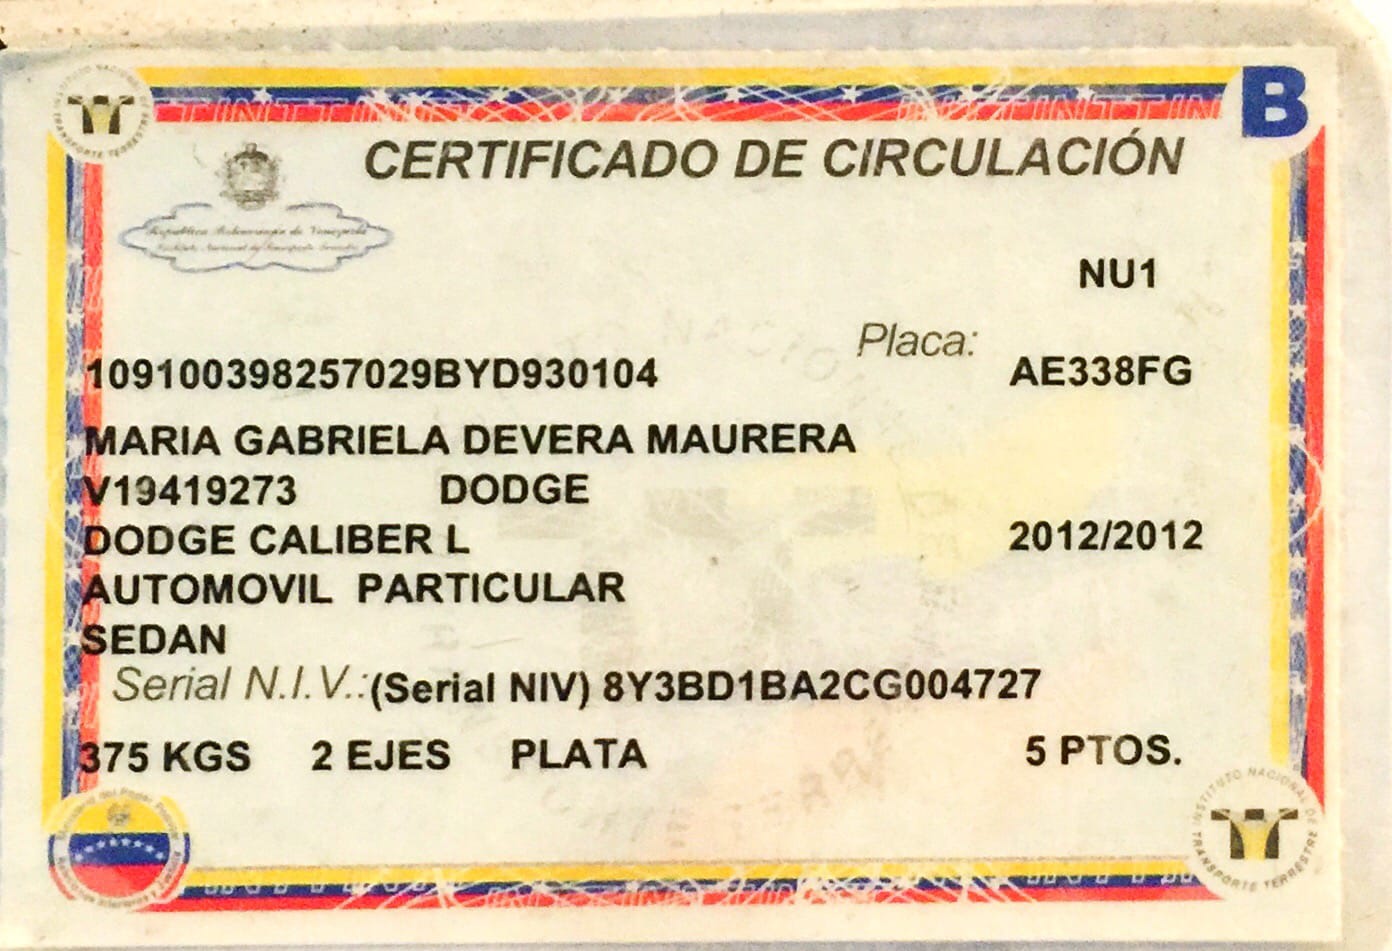 INSTITUTO NACIONAL DE TRANSPORTE TERRESTRE
B
CERTIFICADO DE CIRCULACIÓN
República Bolivariana de Venezuela
Instituto Nacional de Transporte Terrestre
NU1
Placa:
109100398257029BYD930104 AE338FG
MARIA GABRIELA DEVERA MAURERA
V19419273 DODGE
DODGE CALIBER L 2012/2012
AUTOMOVIL PARTICULAR
SEDAN
Serial N.I.V.: (Serial NIV) 8Y3BD1BA2CG004727
375 KGS 2 EJES PLATA 5 PTOS.
INSTITUTO NACIONAL DE TRANSPORTE TERRESTRE